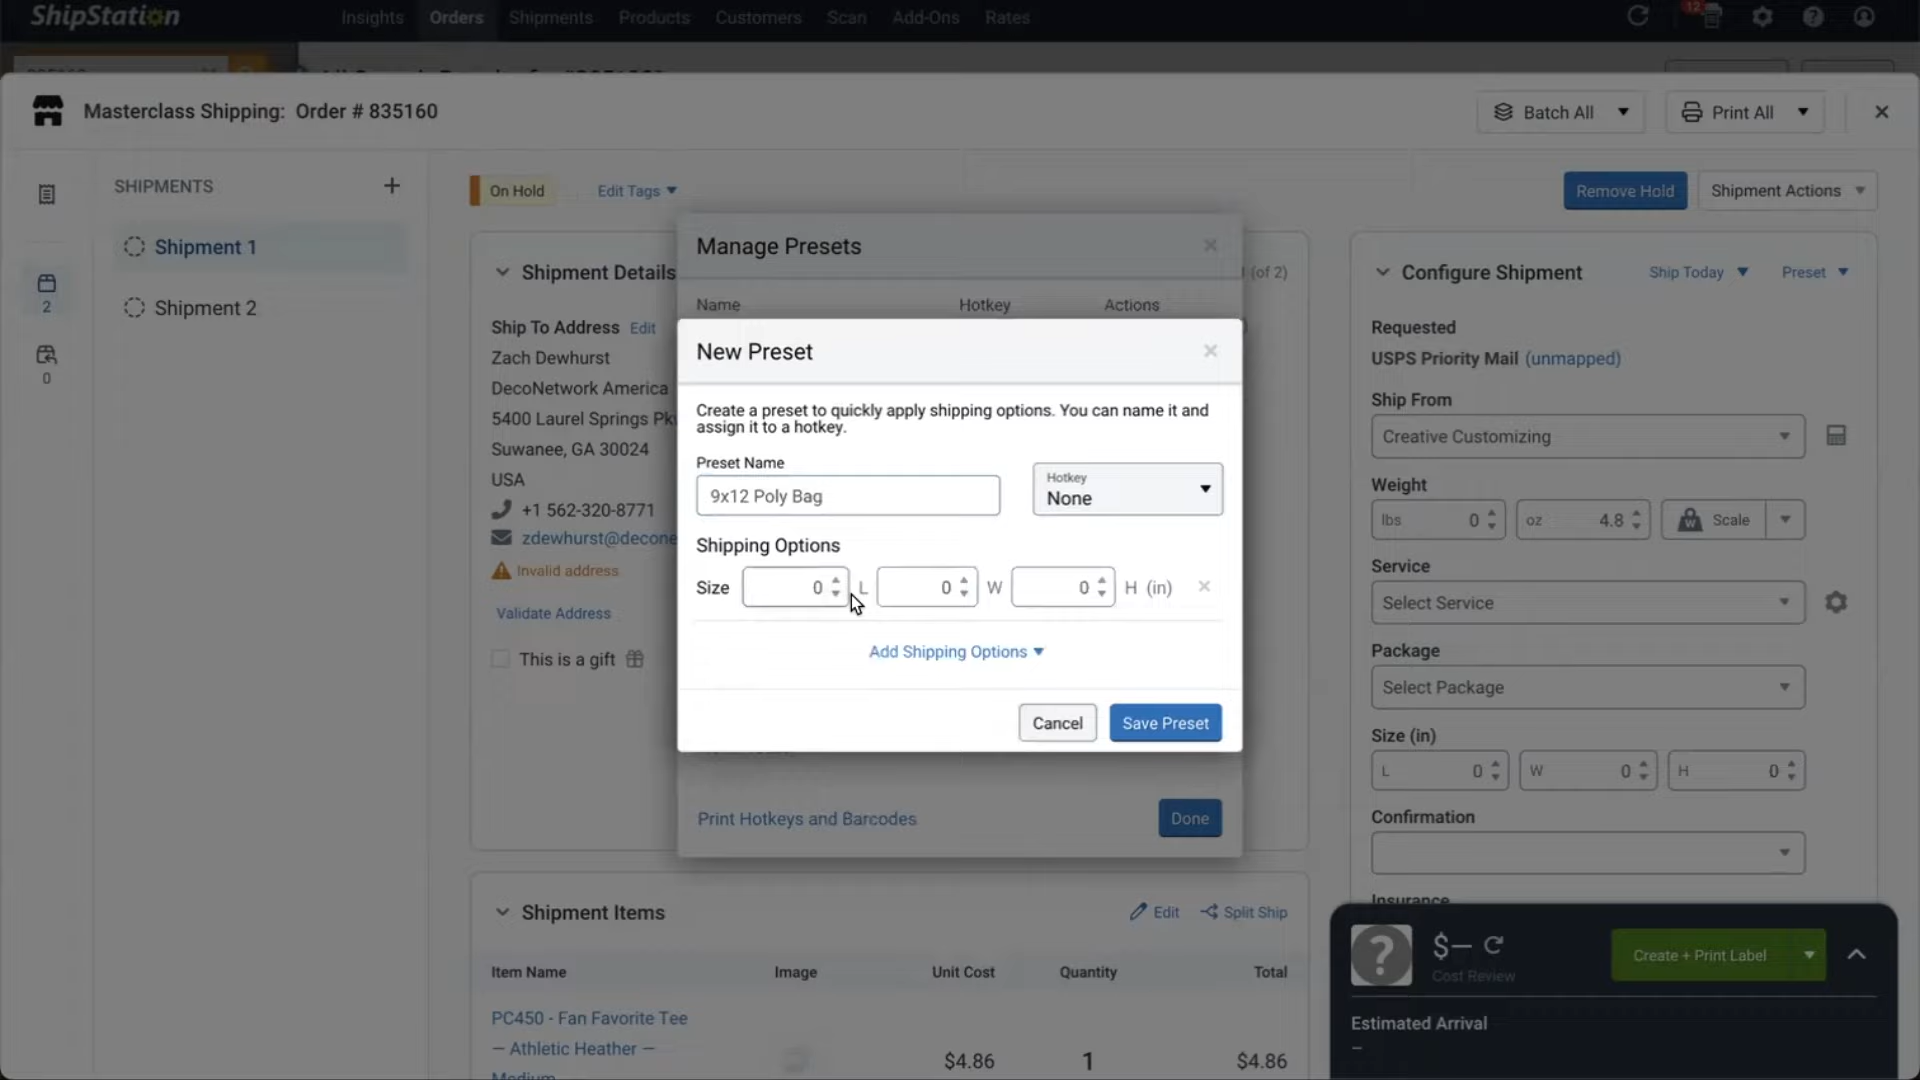 ShipStation
Insights
Orders
Shipments
Products
Customers
Scan
Add-Ons
Rates
12
Masterclass Shipping: Order # 835160
Batch All
Print All
SHIPMENTS
Shipment 1
Shipment 2
2
0
On Hold
Edit Tags
Remove Hold
Shipment Actions
Shipment Details
(of 2)
Ship To Address Edit
Zach Dewhurst
DecoNetwork America
5400 Laurel Springs
Suwanee, GA 30024
USA
+1 562-320-8771
zdewhurst@decone
Invalid address
Validate Address
This is a gift
Manage Presets
Name
Hotkey
Actions
New Preset
Create a preset to quickly apply shipping options. You can name it and
assign it to a hotkey.
Preset Name
9x12 Poly Bag
Hotkey
None
Shipping Options
Size 0 L 0 W 0 H (in)
Add Shipping Options
Cancel
Save Preset
Print Hotkeys and Barcodes
Done
Configure Shipment
Ship Today
Preset
Requested
USPS Priority Mail (unmapped)
Ship From
Creative Customizing
Weight
lbs 0
oz 4.8
Scale
Service
Select Service
Package
Select Package
Size (in)
L 0
W 0
H 0
Confirmation
Insurance
Shipment Items
Edit
Split Ship
Item Name
Image
Unit Cost
Quantity
Total
PC450 - Fan Favorite Tee
— Athletic Heather —
Medium
$4.86
1
$4.86
$—
Cost Review
Create + Print Label
Estimated Arrival
–